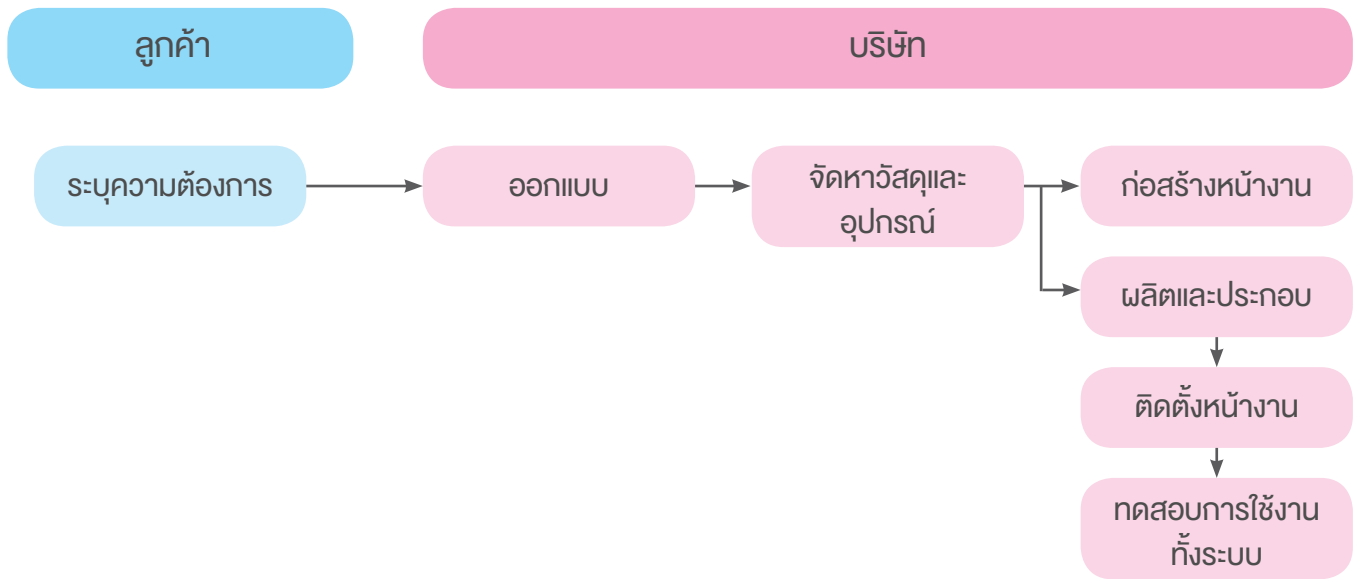 ลูกค้า
บริษัท
ระบุความต้องการ
ออกแบบ
จัดหาวัสดุและ
อุปกรณ์
ก่อสร้างหน้างาน
ผลิตและประกอบ
ติดตั้งหน้างาน
ทดสอบการใช้งาน
ทั้งระบบ